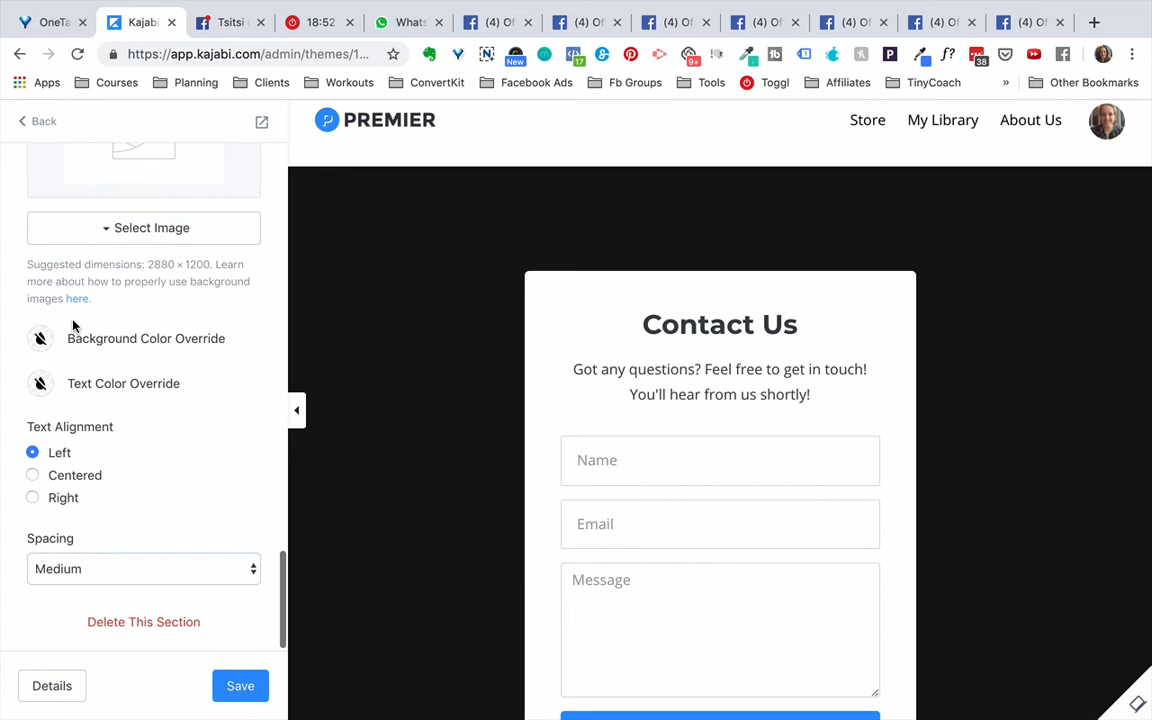 OneTa
Kajabi
Tsitsi
18:52
Whats
(4) Of
(4) Of
(4) Of
(4) Of
(4) Of
(4) Of
(4) Of
https://app.kajabi.com/admin/themes/1...
New
17
9+
38
Apps
Courses
Planning
Clients
Workouts
ConvertKit
Facebook Ads
Fb Groups
Tools
Toggl
Affiliates
TinyCoach
»
Other Bookmarks
Back
PREMIER
Store
My Library
About Us
Select Image
Suggested dimensions: 2880 × 1200. Learn
more about how to properly use background
images here.
Background Color Override
Text Color Override
Text Alignment
Left
Centered
Right
Spacing
Medium
Delete This Section
Details
Save
Contact Us
Got any questions? Feel free to get in touch!
You'll hear from us shortly!
Name
Email
Message